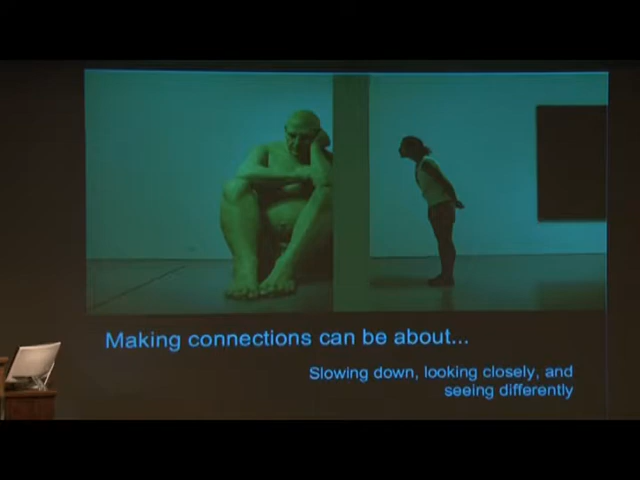 Making connections can be about...
Slowing down, looking closely, and
seeing differently